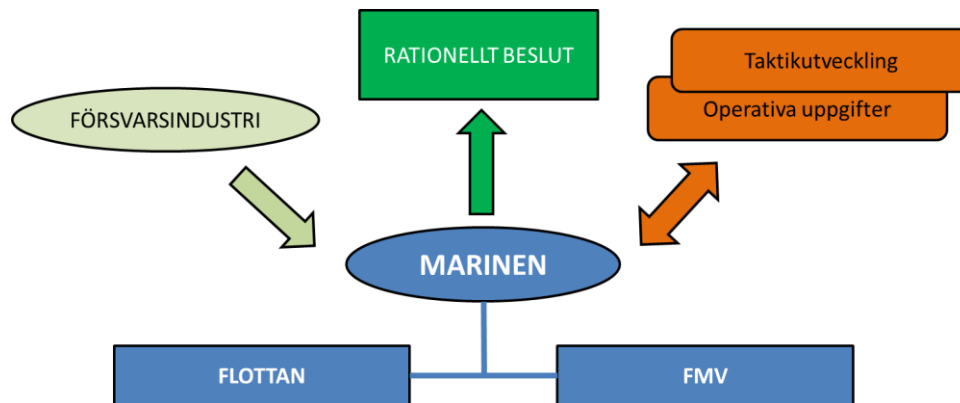 RATIONELLT BESLUT
Taktikutveckling
Operativa uppgifter
FÖRSVARSINDUSTRI
MARINEN
FLOTTAN
FMV